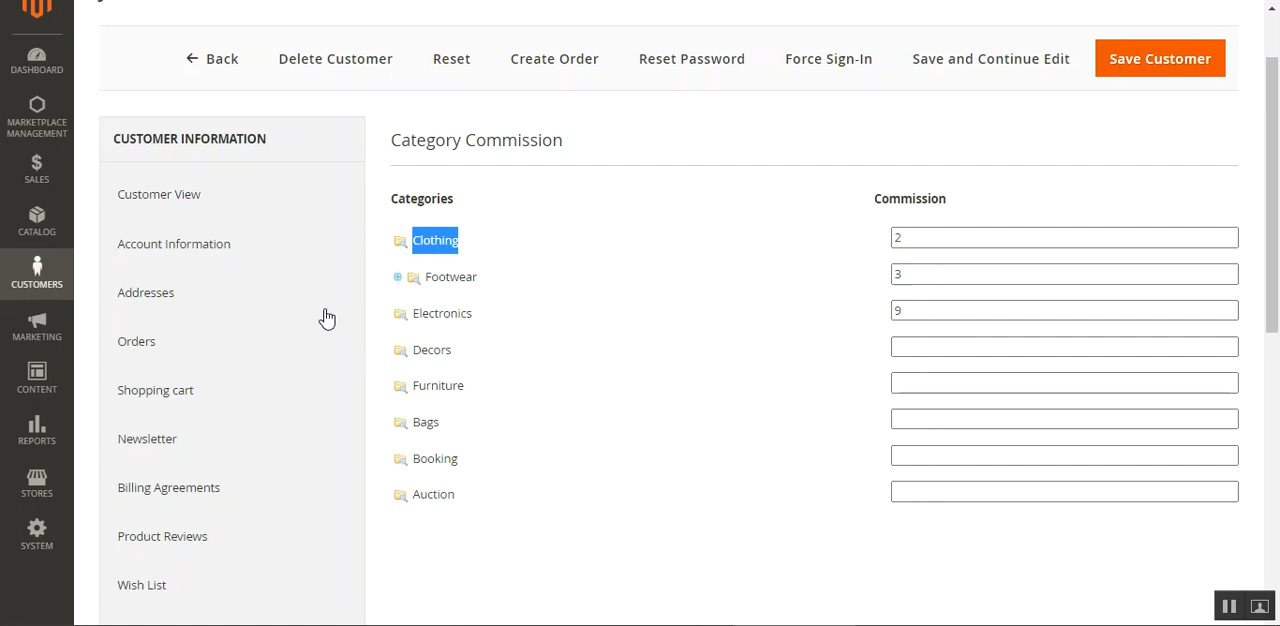 Back
Delete Customer
Reset
Create Order
Reset Password
Force Sign-In
Save and Continue Edit
Save Customer
DASHBOARD
MARKETPLACE
MANAGEMENT
SALES
CATALOG
CUSTOMERS
MARKETING
CONTENT
REPORTS
STORES
SYSTEM
CUSTOMER INFORMATION
Customer View
Account Information
Addresses
Orders
Shopping cart
Newsletter
Billing Agreements
Product Reviews
Wish List
Category Commission
Categories Commission
Clothing 2
Footwear 3
Electronics 9
Decors
Furniture
Bags
Booking
Auction